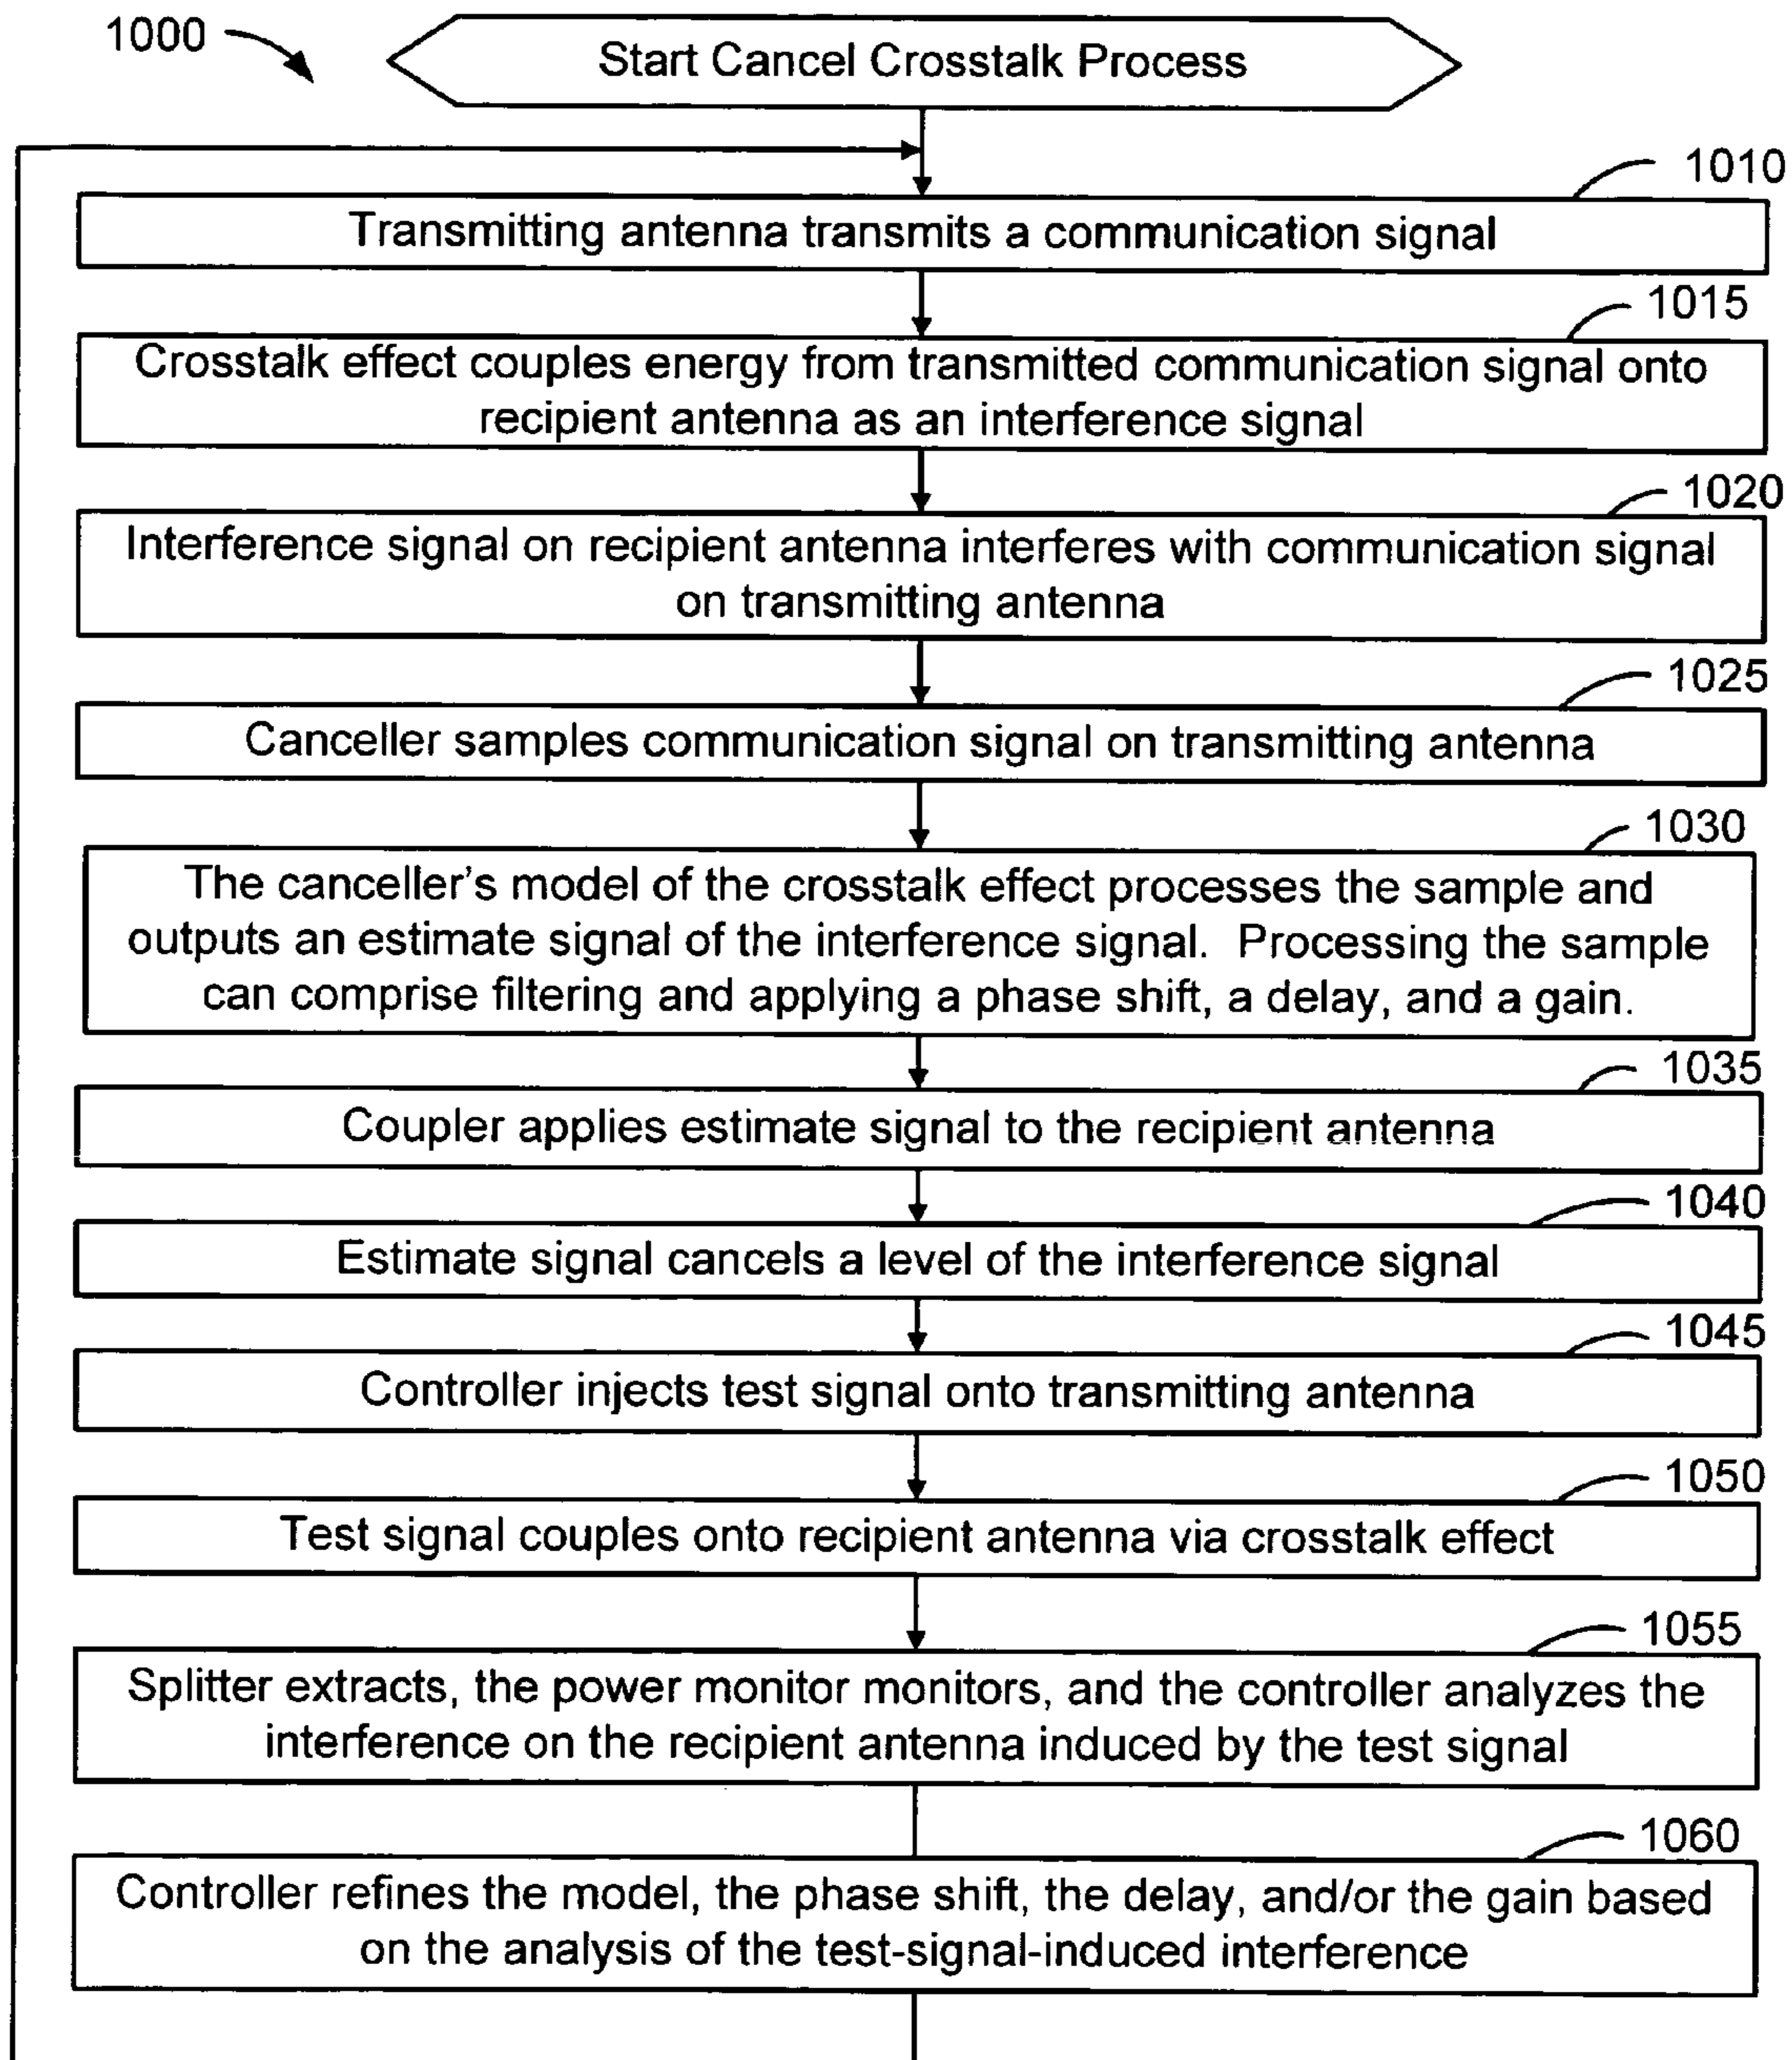 1000
Start Cancel Crosstalk Process
1010
Transmitting antenna transmits a communication signal
1015
Crosstalk effect couples energy from transmitted communication signal onto
recipient antenna as an interference signal
1020
Interference signal on recipient antenna interferes with communication signal
on transmitting antenna
1025
Canceller samples communication signal on transmitting antenna
1030
The canceller's model of the crosstalk effect processes the sample and
outputs an estimate signal of the interference signal. Processing the sample
can comprise filtering and applying a phase shift, a delay, and a gain.
1035
Coupler applies estimate signal to the recipient antenna
1040
Estimate signal cancels a level of the interference signal
1045
Controller injects test signal onto transmitting antenna
1050
Test signal couples onto recipient antenna via crosstalk effect
1055
Splitter extracts, the power monitor monitors, and the controller analyzes the
interference on the recipient antenna induced by the test signal
1060
Controller refines the model, the phase shift, the delay, and/or the gain based
on the analysis of the test-signal-induced interference